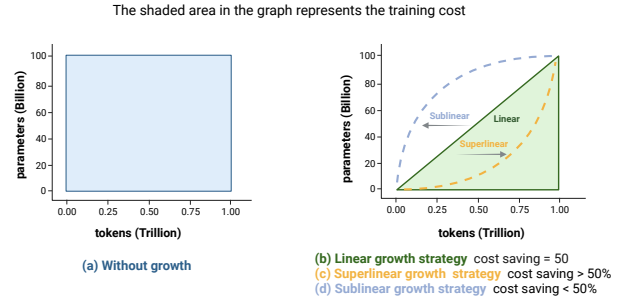 The shaded area in the graph represents the training cost
parameters (Billion)
100
80
60
40
20
0
0.00 0.25 0.50 0.75 1.00
tokens (Trillion)
(a) Without growth
parameters (Billion)
100
80
60
40
20
0
Sublinear
Linear
Superlinear
0.00 0.25 0.50 0.75 1.00
tokens (Trillion)
(b) Linear growth strategy cost saving = 50
(c) Superlinear growth strategy cost saving > 50%
(d) Sublinear growth strategy cost saving < 50%